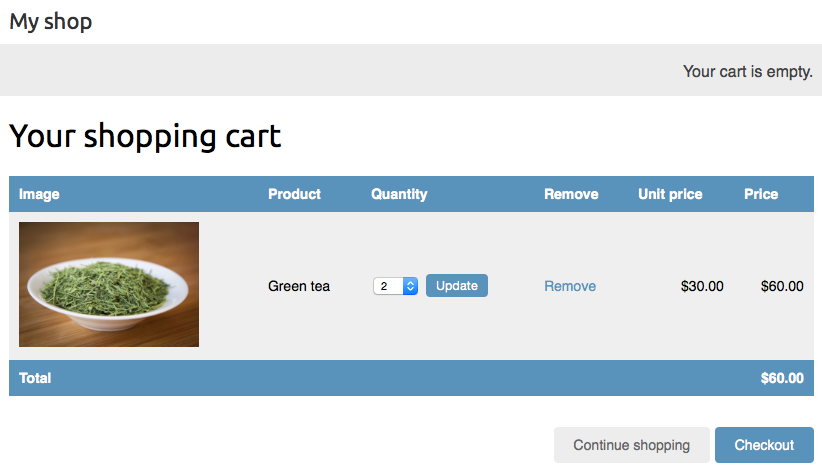 My shop
Your cart is empty.
Your shopping cart
Image Product Quantity Remove Unit price Price
Green tea 2 Update Remove $30.00 $60.00
Total $60.00
Continue shopping Checkout